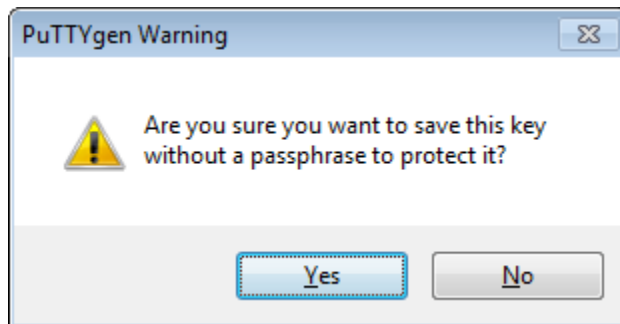 PuTTYgen Warning
Are you sure you want to save this key
without a passphrase to protect it?
Yes
No